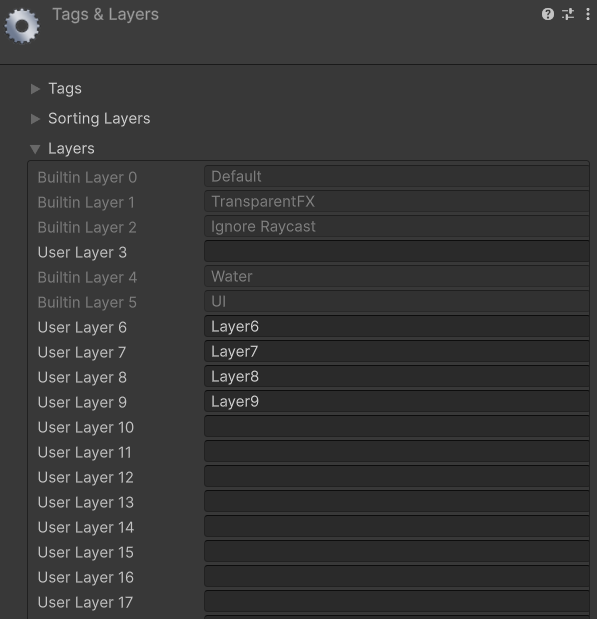 Tags & Layers
Tags
Sorting Layers
Layers
Builtin Layer 0 Default
Builtin Layer 1 TransparentFX
Builtin Layer 2 Ignore Raycast
User Layer 3
Builtin Layer 4 Water
Builtin Layer 5 UI
User Layer 6 Layer6
User Layer 7 Layer7
User Layer 8 Layer8
User Layer 9 Layer9
User Layer 10
User Layer 11
User Layer 12
User Layer 13
User Layer 14
User Layer 15
User Layer 16
User Layer 17